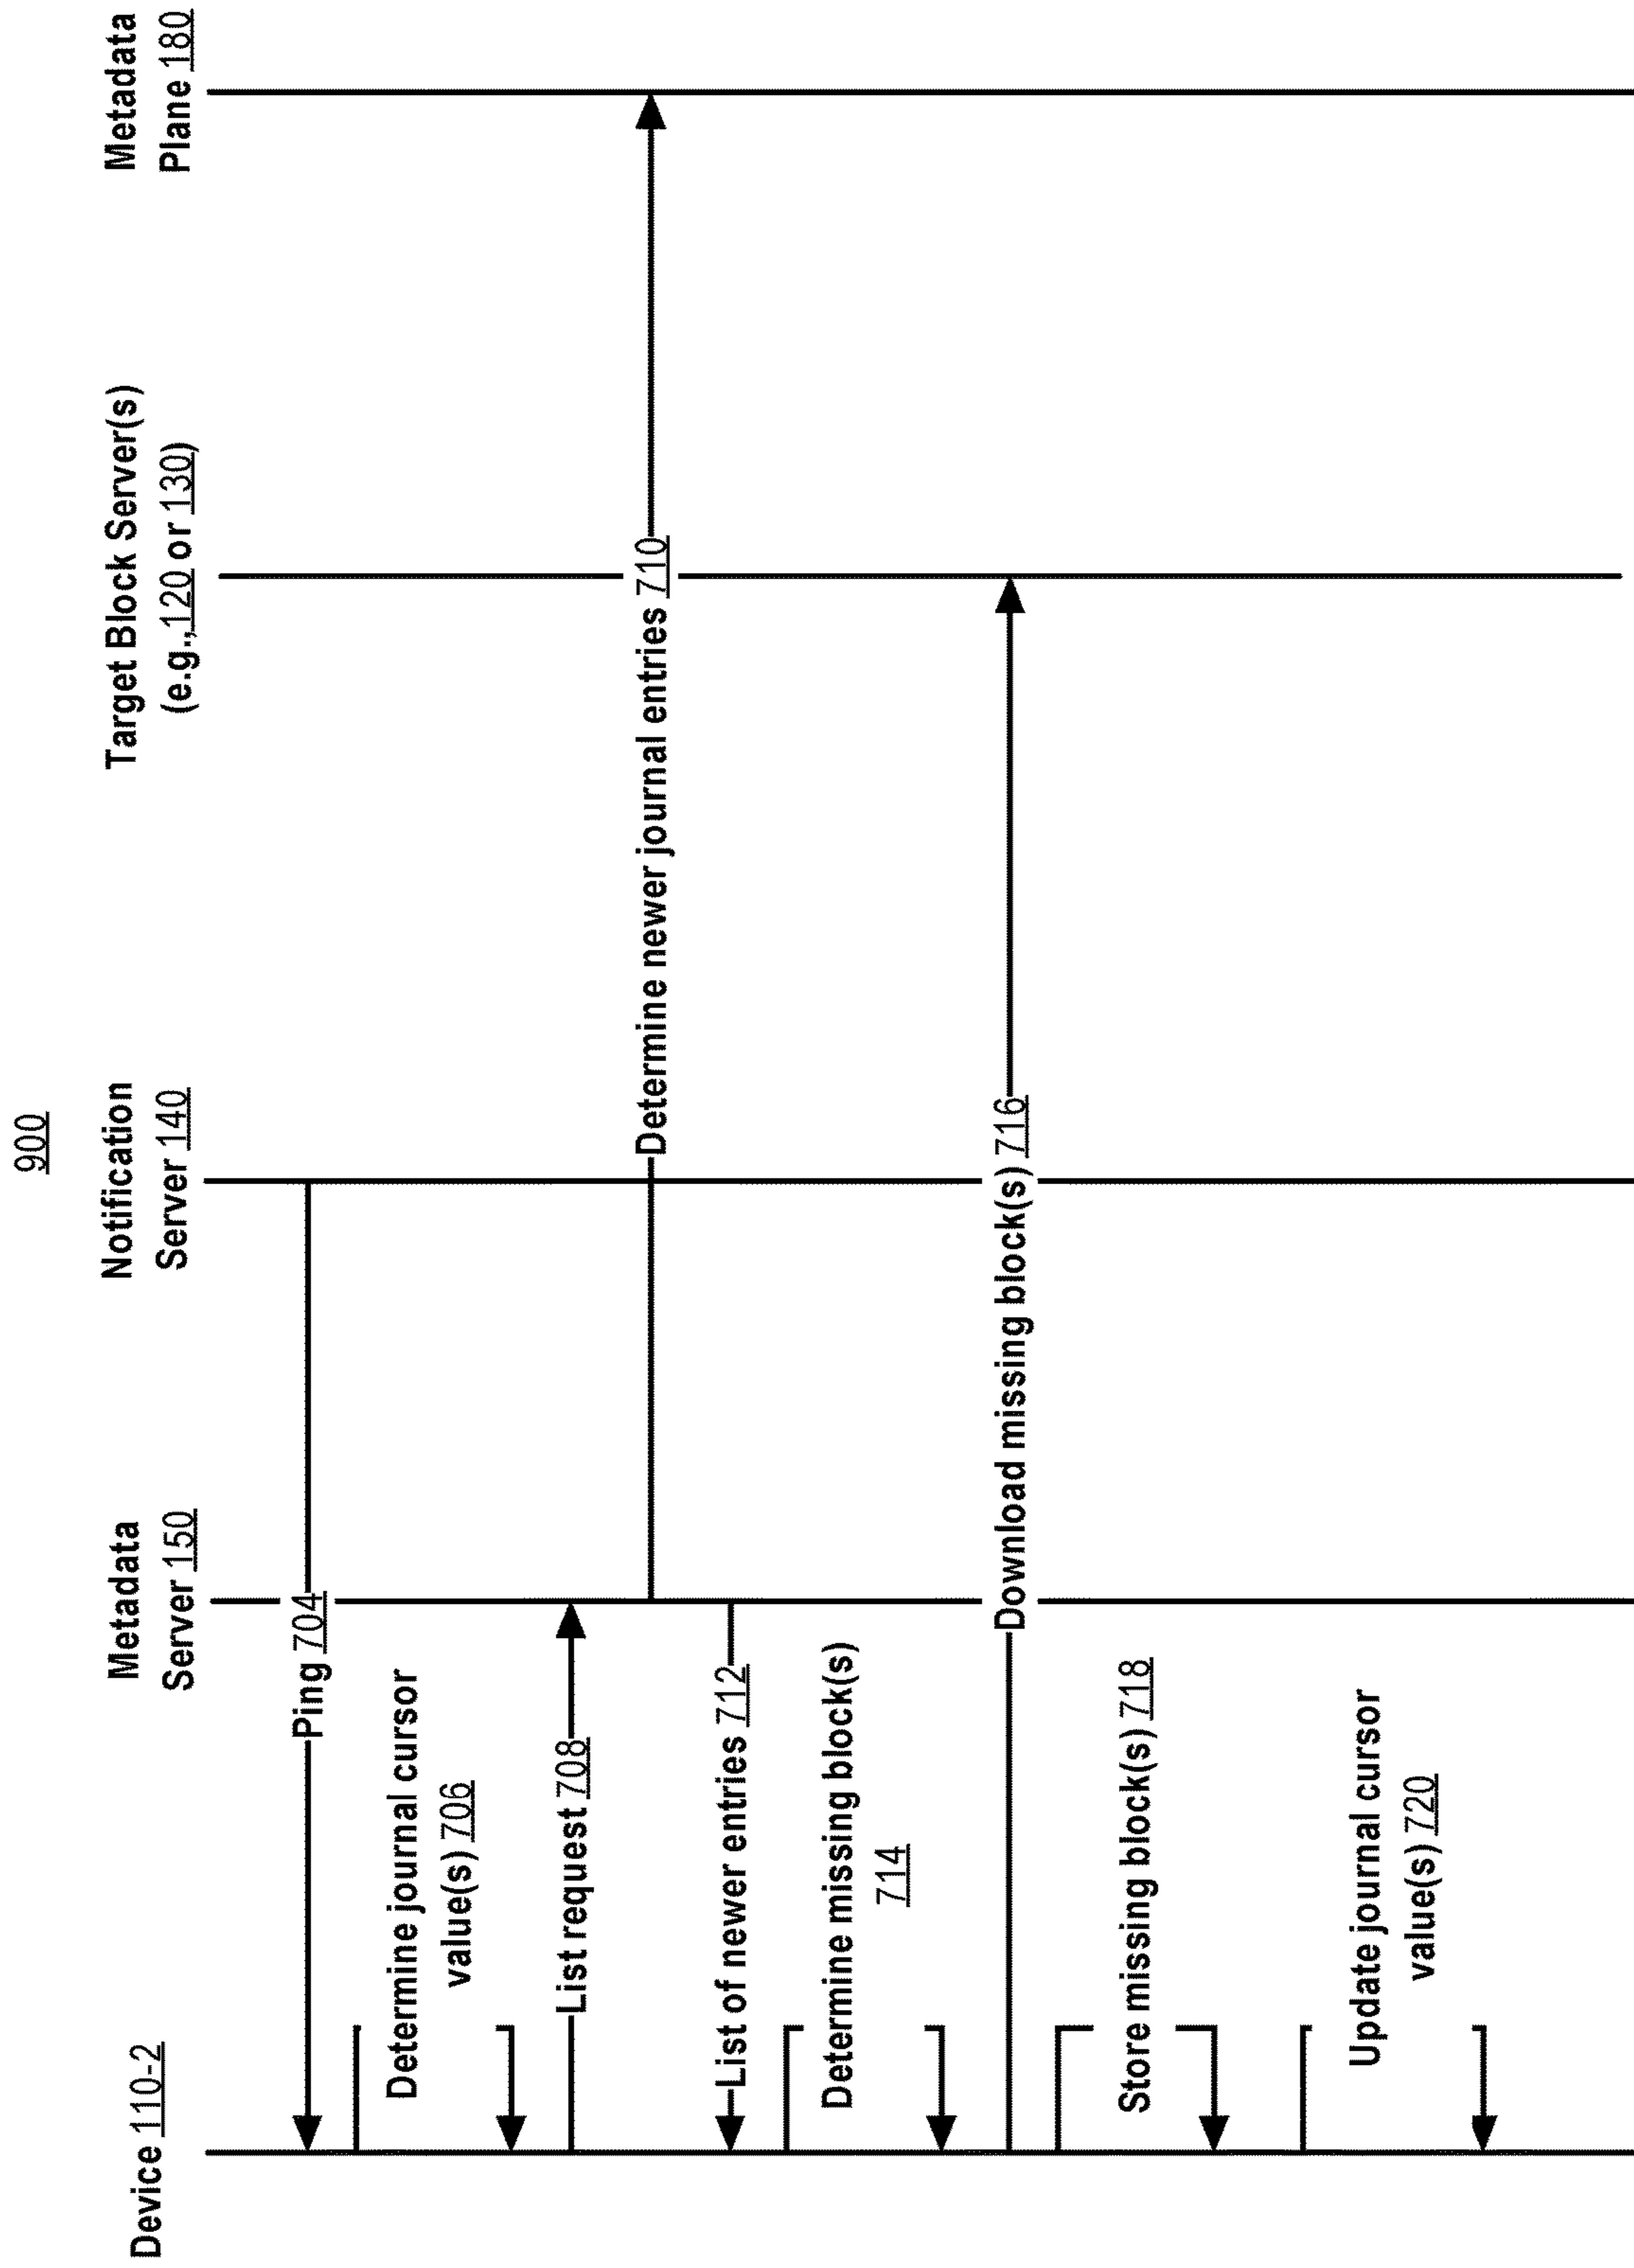 900
Device 110-2
Metadata
Server 150
Notification
Server 140
Target Block Server(s)
(e.g.,120 or 130)
Metadata
Plane 180
Ping 704
Determine journal cursor
value(s) 706
List request 708
Determine newer journal entries 710
List of newer entries 712
Determine missing block(s)
714
Download missing block(s) 716
Store missing block(s) 718
Update journal cursor
value(s) 720